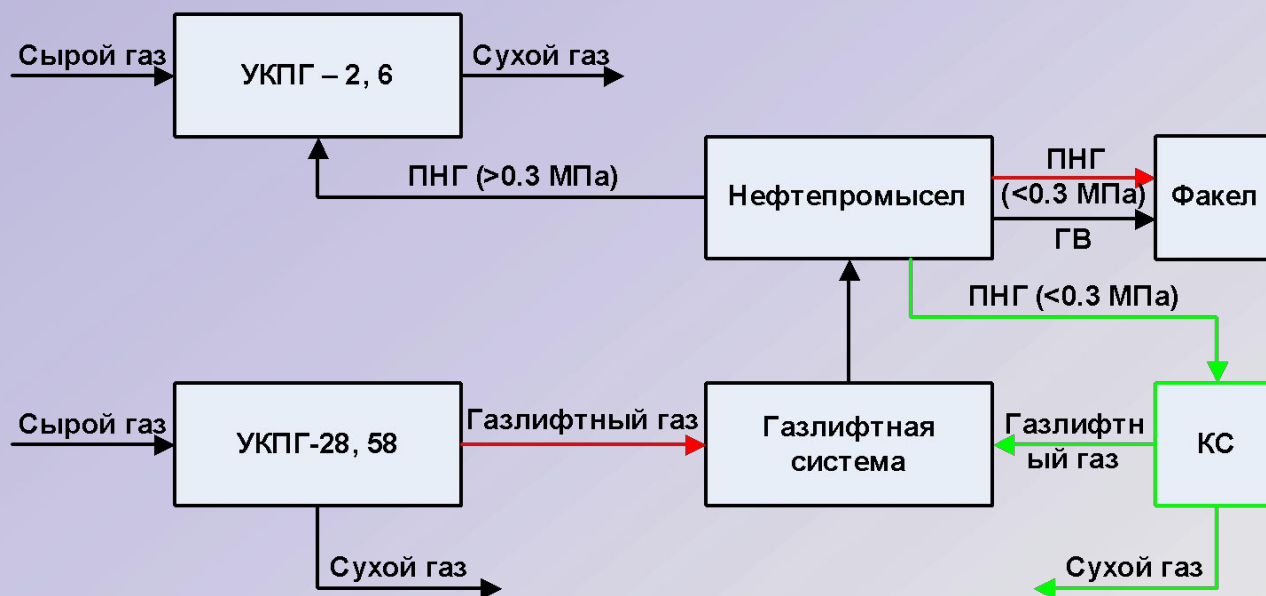 Сырой газ
УКПГ – 2, 6
Сухой газ
ПНГ (>0.3 МПа)
Нефтепромысел
ПНГ
(<0.3 МПа)
ГВ
Факел
ПНГ (<0.3 МПа)
Сырой газ
УКПГ-28, 58
Газлифтный газ
Газлифтная
система
Газлифтн
ый газ
КС
Сухой газ
Сухой газ